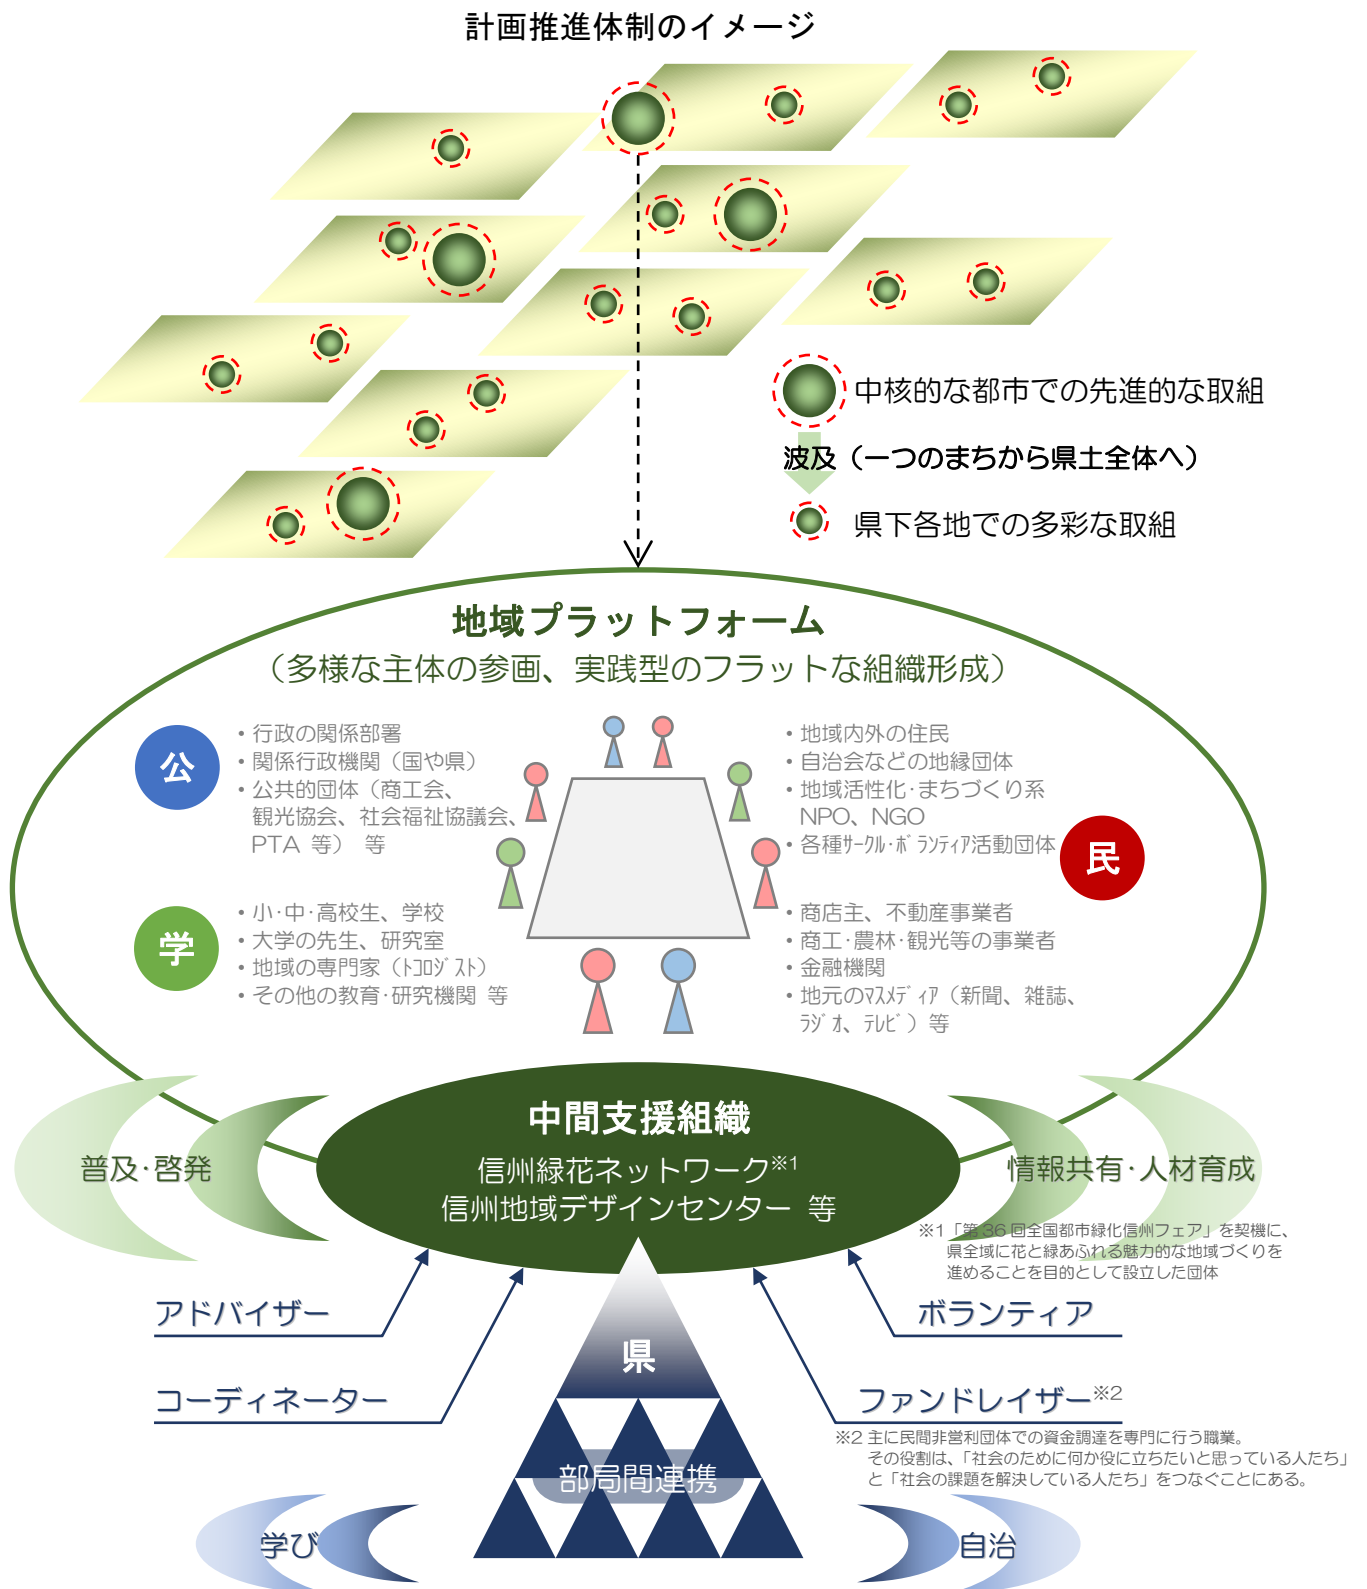 計画推進体制のイメージ
中核的な都市での先進的な取組
波及（一つのまちから県土全体へ）
県下各地での多彩な取組
地域プラットフォーム
（多様な主体の参画、実践型のフラットな組織形成）
公
・行政の関係部署
・関係行政機関（国や県）
・公共的団体（商工会、
観光協会、社会福祉協議会、
PTA 等） 等
学
・小・中・高校生、学校
・大学の先生、研究室
・地域の専門家（ﾄｺﾛｼﾞｽﾄ）
・その他の教育・研究機関 等
・地域内外の住民
・自治会などの地縁団体
・地域活性化・まちづくり系
NPO、NGO
・各種ｻｰｸﾙ・ﾎﾞﾗﾝﾃｨｱ活動団体
民
・商店主、不動産事業者
・商工・農林・観光等の事業者
・金融機関
・地元のﾏｽﾒﾃﾞｨｱ（新聞、雑誌、
ﾗｼﾞｵ、ﾃﾚﾋﾞ）等
中間支援組織
信州緑花ネットワーク※1
信州地域デザインセンター 等
普及・啓発
情報共有・人材育成
※1「第36回全国都市緑化信州フェア」を契機に、
県全域に花と緑あふれる魅力的な地域づくりを
進めることを目的として設立した団体
アドバイザー
コーディネーター
ボランティア
ファンドレイザー※2
※2 主に民間非営利団体での資金調達を専門に行う職業。
その役割は、「社会のために何か役に立ちたいと思っている人たち」
と「社会の課題を解決している人たち」をつなぐことにある。
県
部局間連携
学び
自治